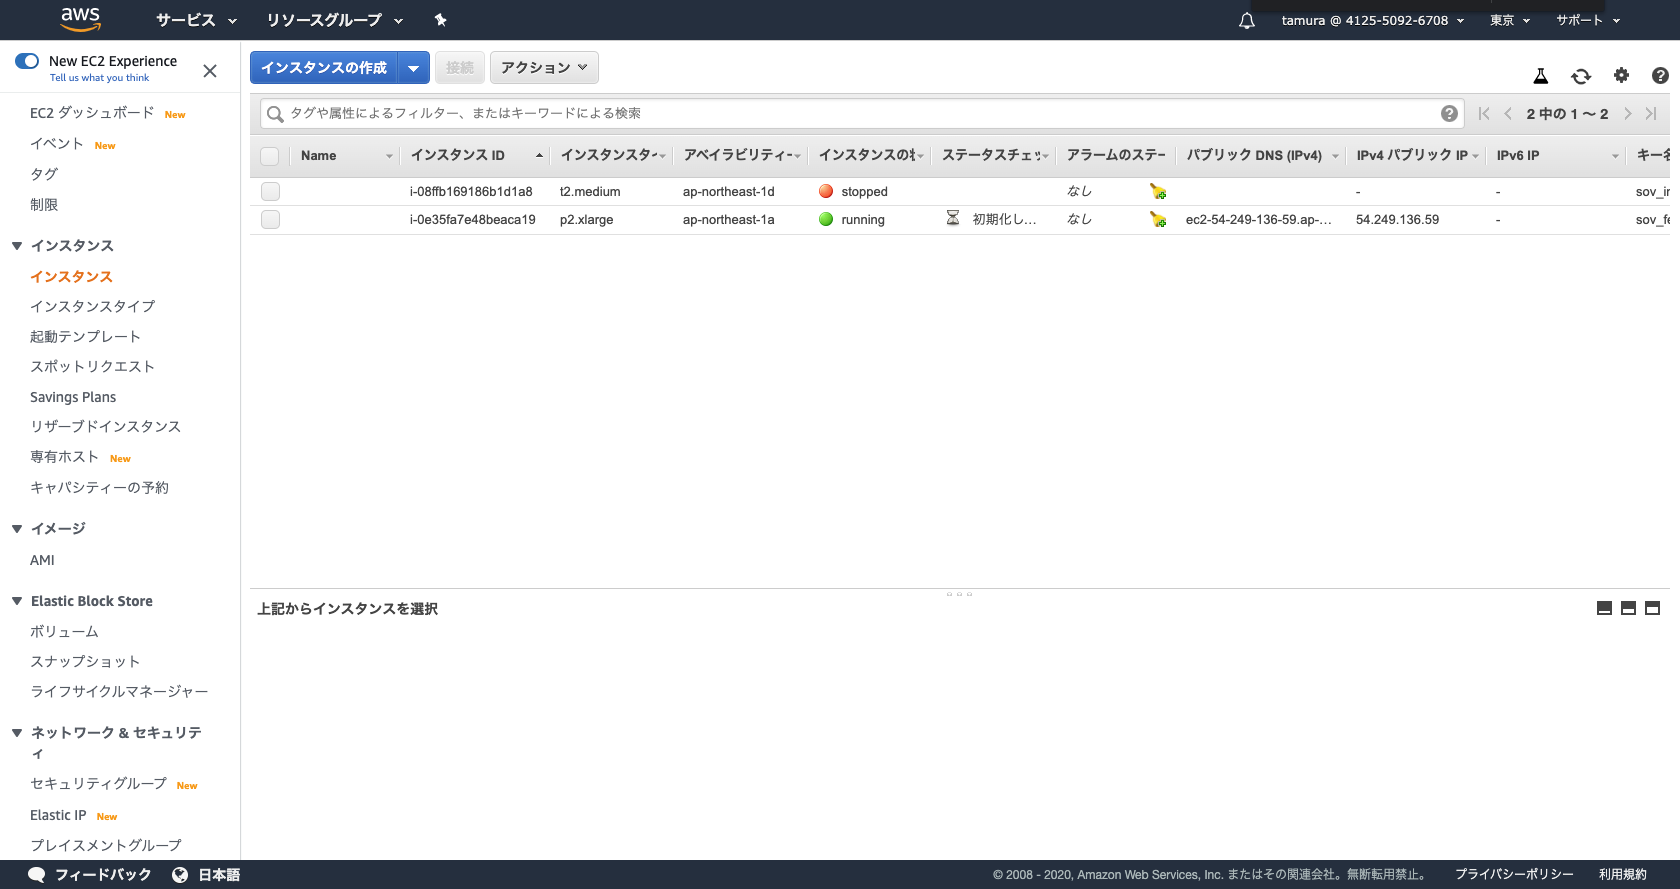 aws サービス リソースグループ tamura @ 4125-5092-6708 東京 サポート
New EC2 Experience
Tell us what you think
EC2 ダッシュボード New
イベント New
タグ
制限
インスタンス
インスタンス
インスタンスタイプ
起動テンプレート
スポットリクエスト
Savings Plans
リザーブドインスタンス
専有ホスト New
キャパシティーの予約
イメージ
AMI
Elastic Block Store
ボリューム
スナップショット
ライフサイクルマネージャー
ネットワーク & セキュリテ
ィ
セキュリティグループ New
Elastic IP New
プレイスメントグループ
インスタンスの作成 接続 アクション
タグや属性によるフィルター、またはキーワードによる検索 2 中の 1 〜 2
Name インスタンス ID インスタンスタ アベイラビリティー インスタンスの ステータスチェッ アラームのステー パブリック DNS (IPv4) IPv4 パブリック IP IPv6 IP キー
i-08ffb169186b1d1a8 t2.medium ap-northeast-1d stopped なし - - sov_
i-0e35fa7e48beaca19 p2.xlarge ap-northeast-1a running 初期化し... なし ec2-54-249-136-59.ap-... 54.249.136.59 - sov_
上記からインスタンスを選択
フィードバック 日本語 © 2008 - 2020, Amazon Web Services, Inc. またはその関連会社。無断転用禁止。 プライバシーポリシー 利用規約